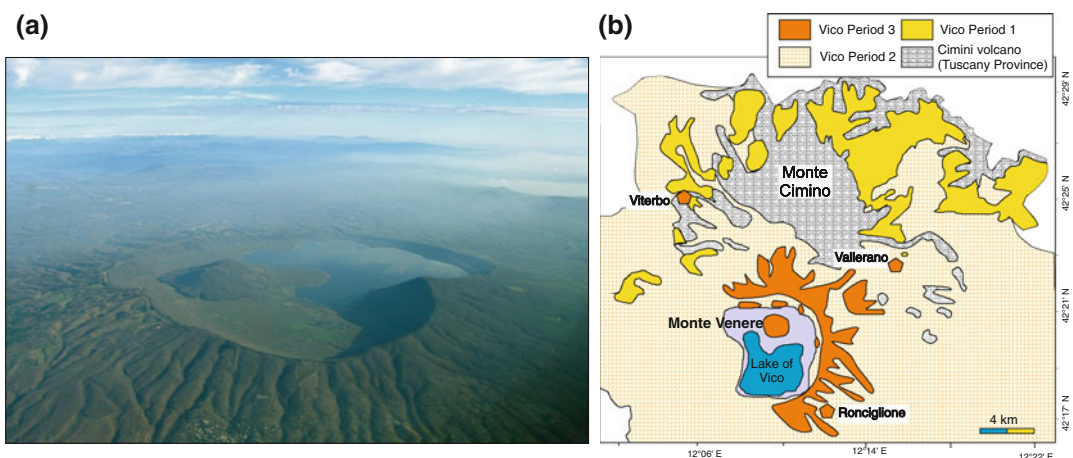 (a)
(b)
Vico Period 3
Vico Period 1
Vico Period 2
Cimini volcano
(Tuscany Province)
42°29' N
Monte
Cimino
Viterbo
42°25' N
Vallerano
42°21' N
Monte Venere
Lake of
Vico
Ronciglione
4 km
42°17' N
12°06' E
12°14' E
12°22' E